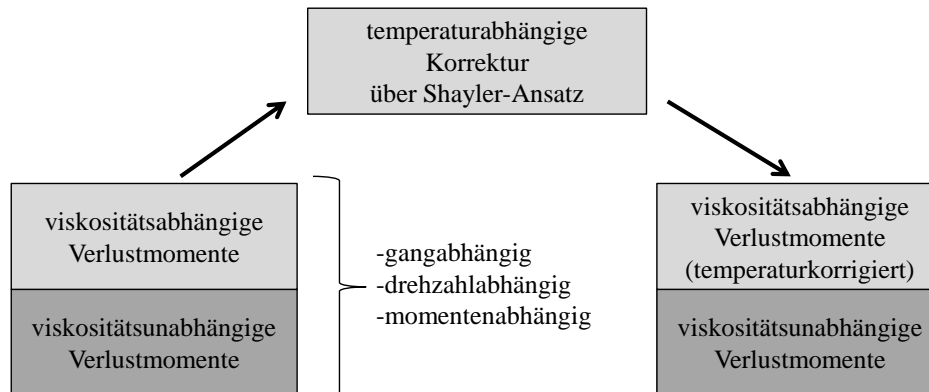 temperaturabhängige
Korrektur
über Shayler-Ansatz
viskositätsabhängige
Verlustmomente
viskositätsunabhängige
Verlustmomente
-gangabhängig
-drehzahlabhängig
-momentenabhängig
viskositätsabhängige
Verlustmomente
(temperaturkorrigiert)
viskositätsunabhängige
Verlustmomente